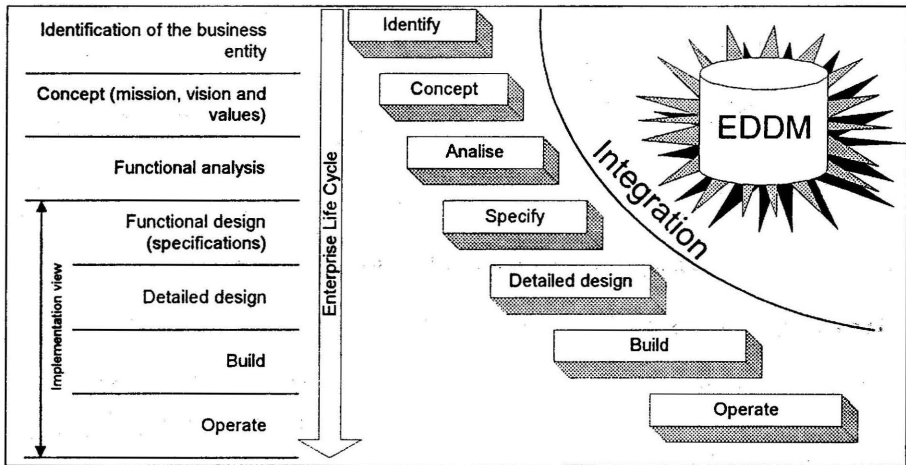 Identification of the business
entity
Concept (mission, vision and
values)
Functional analysis
Functional design
(specifications)
Detailed design
Build
Operate
Implementation view
Enterprise Life Cycle
Identify
Concept
Analise
Specify
Detailed design
Build
Operate
Integration
EDDM